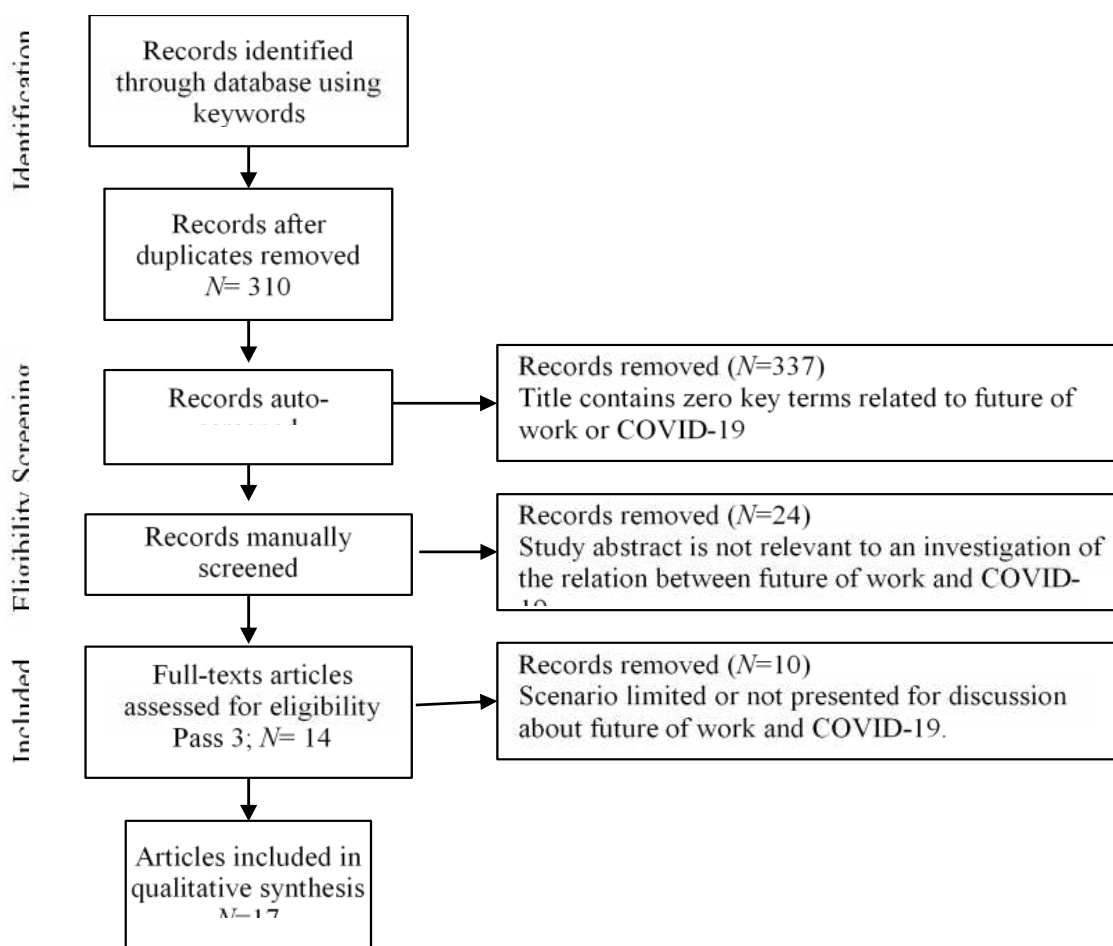 Identification
Records identified
through database using
keywords
Records after
duplicates removed
N= 310
Eligibility Screening
Records auto-
Records removed (N=337)
Title contains zero key terms related to future of
work or COVID-19
Records manually
screened
Records removed (N=24)
Study abstract is not relevant to an investigation of
the relation between future of work and COVID-
Included
Full-texts articles
assessed for eligibility
Pass 3; N= 14
Records removed (N=10)
Scenario limited or not presented for discussion
about future of work and COVID-19.
Articles included in
qualitative synthesis
N=17